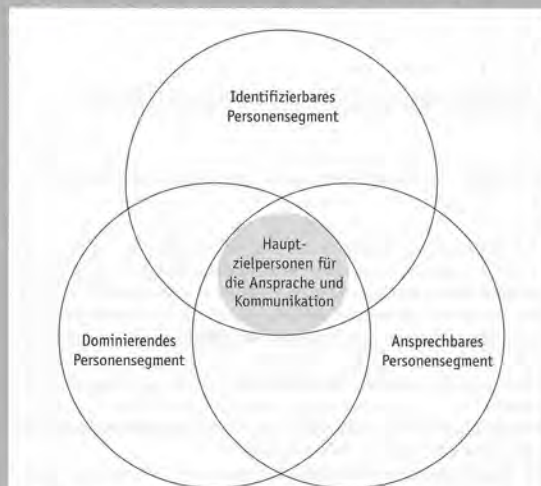 Identifizierbares
Personensegment
Haupt-
zielpersonen für
die Ansprache und
Kommunikation
Dominierendes
Personensegment
Ansprechbares
Personensegment